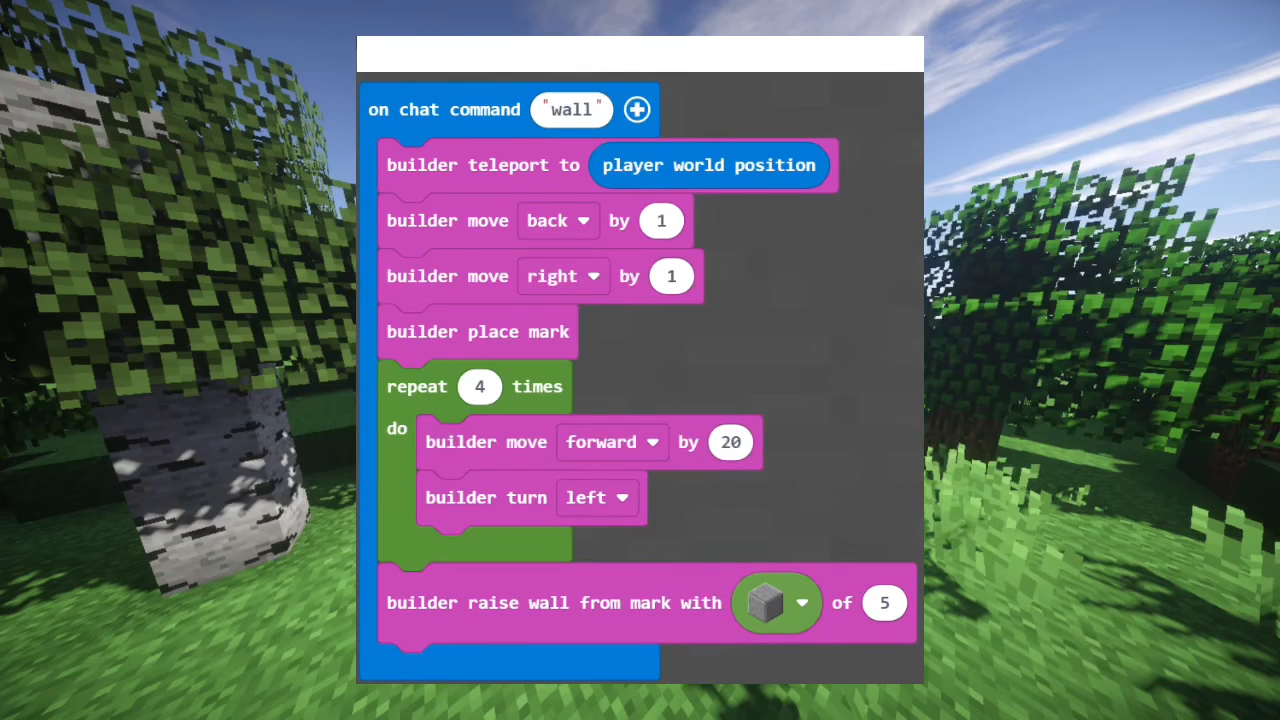 on chat command "wall"
builder teleport to player world position
builder move back by 1
builder move right by 1
builder place mark
repeat 4 times
do
builder move forward by 20
builder turn left
builder raise wall from mark with of 5